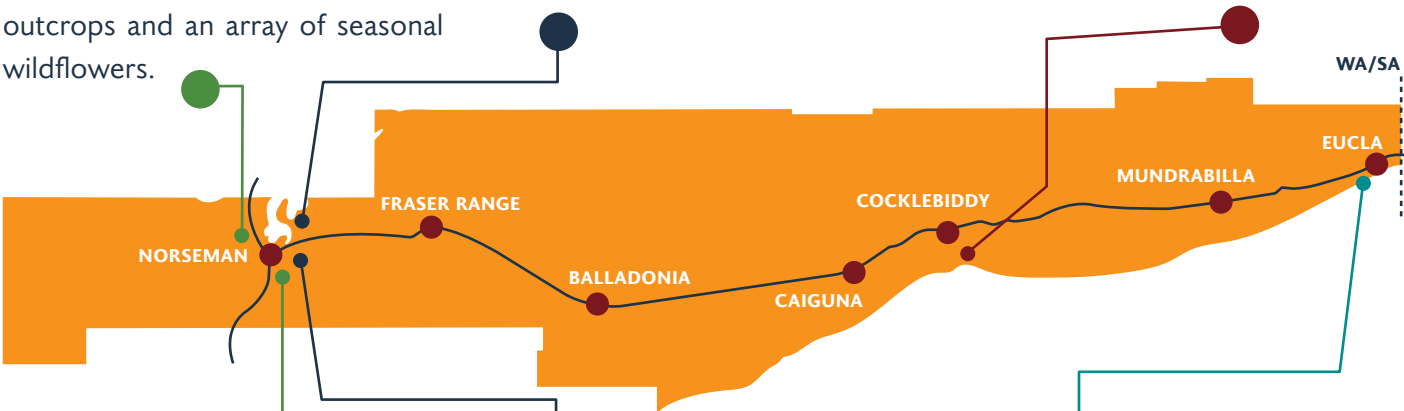 outcrops and an array of seasonal
wildflowers.
WA/SA
EUCLA
MUNDRABILLA
COCKLEBIDDY
FRASER RANGE
NORSEMAN
BALLADONIA
CAIGUNA